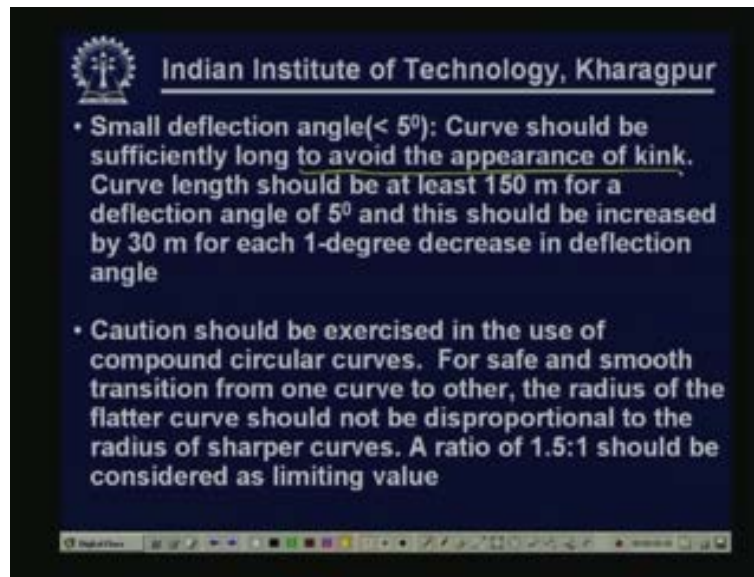 Indian Institute of Technology, Kharagpur
• Small deflection angle(< 5⁰): Curve should be
sufficiently long to avoid the appearance of kink.
Curve length should be at least 150 m for a
deflection angle of 5⁰ and this should be increased
by 30 m for each 1-degree decrease in deflection
angle
• Caution should be exercised in the use of
compound circular curves. For safe and smooth
transition from one curve to other, the radius of the
flatter curve should not be disproportional to the
radius of sharper curves. A ratio of 1.5:1 should be
considered as limiting value